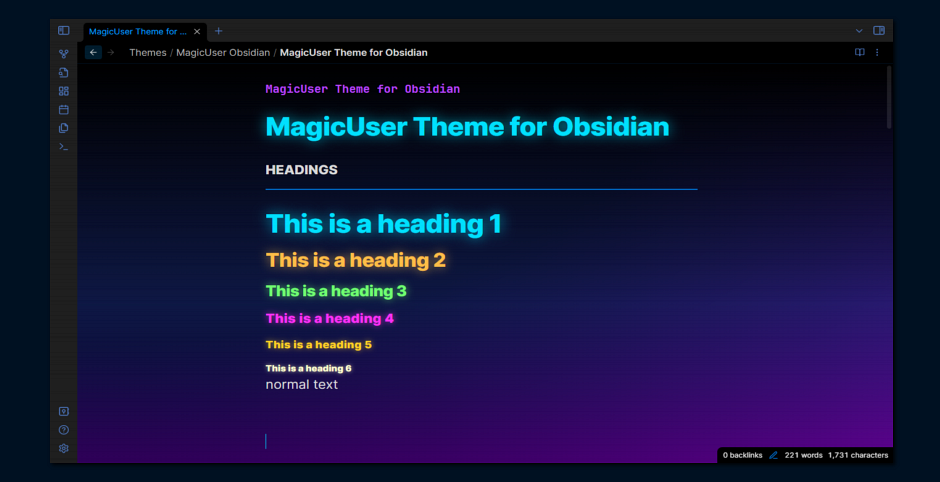 MagicUser Theme for ...
Themes / MagicUser Obsidian / MagicUser Theme for Obsidian
MagicUser Theme for Obsidian
MagicUser Theme for Obsidian
HEADINGS
This is a heading 1
This is a heading 2
This is a heading 3
This is a heading 4
This is a heading 5
This is a heading 6
normal text
0 backlinks 221 words 1,731 characters